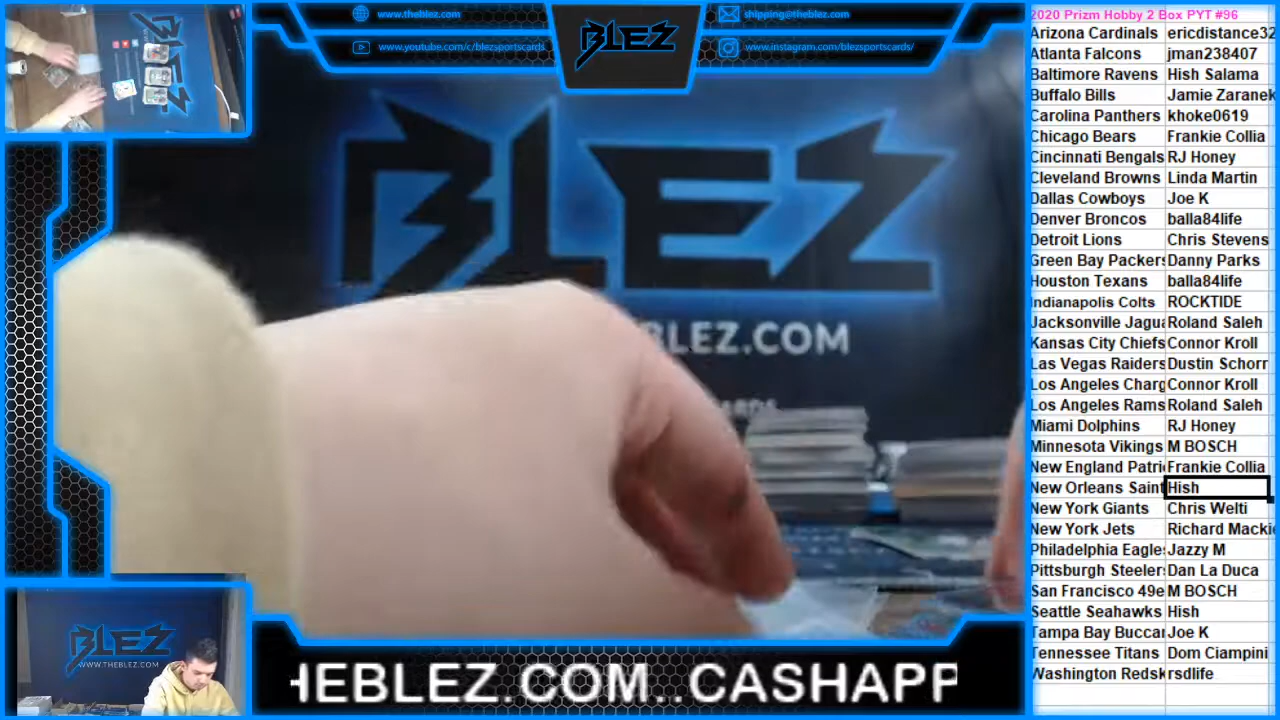 www.theblez.com
shipping@theblez.com
www.youtube.com/c/blezsportscards
www.instagram.com/blezsportscards/
BLEZ
BLEZ
BLEZ.COM
ARDS
BLEZ
WWW.THEBLEZ.COM
HEBLEZ.COM..CASHAPP
2020 Prizm Hobby 2 Box PYT #96
Arizona Cardinals ericdistance32
Atlanta Falcons jman238407
Baltimore Ravens Hish Salama
Buffalo Bills Jamie Zaranek
Carolina Panthers khoke0619
Chicago Bears Frankie Collia
Cincinnati Bengals RJ Honey
Cleveland Browns Linda Martin
Dallas Cowboys Joe K
Denver Broncos balla84life
Detroit Lions Chris Stevens
Green Bay Packers Danny Parks
Houston Texans balla84life
Indianapolis Colts ROCKTIDE
Jacksonville Jagua Roland Saleh
Kansas City Chiefs Connor Kroll
Las Vegas Raiders Dustin Schorr
Los Angeles Charg Connor Kroll
Los Angeles Rams Roland Saleh
Miami Dolphins RJ Honey
Minnesota Vikings M BOSCH
New England Patri Frankie Collia
New Orleans Saint Hish
New York Giants Chris Welti
New York Jets Richard Mackie
Philadelphia Eagles Jazzy M
Pittsburgh Steelers Dan La Duca
San Francisco 49e M BOSCH
Seattle Seahawks Hish
Tampa Bay Buccar Joe K
Tennessee Titans Dom Ciampini
Washington Redsk rsdlife